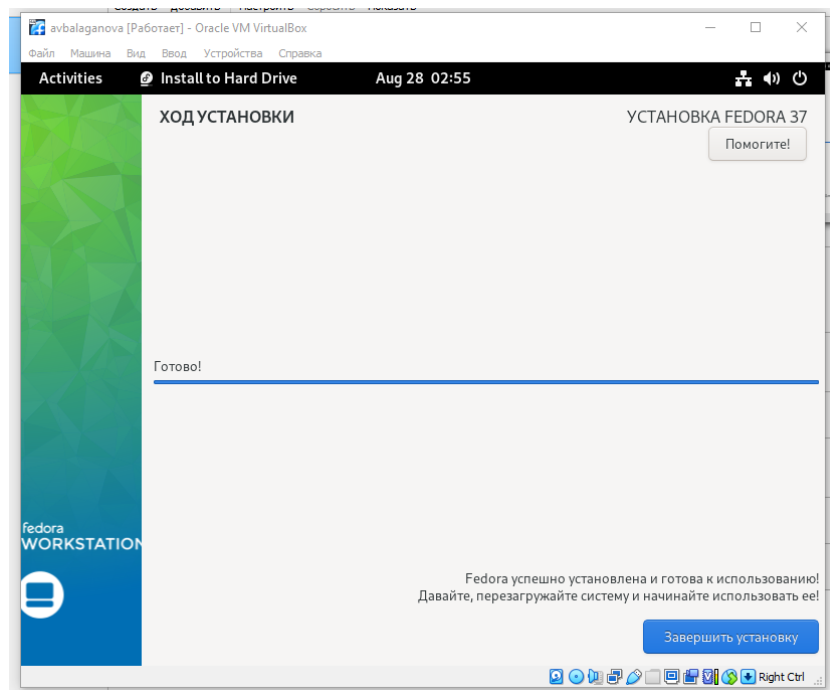 avbalaganova [Работает] - Oracle VM VirtualBox
Файл Машина Вид Ввод Устройства Справка
Activities Install to Hard Drive Aug 28 02:55
ХОД УСТАНОВКИ УСТАНОВКА FEDORA 37
Помогите!
Готово!
fedora
WORKSTATION
Fedora успешно установлена и готова к использованию!
Давайте, перезагружайте систему и начинайте использовать ее!
Завершить установку
Right Ctrl